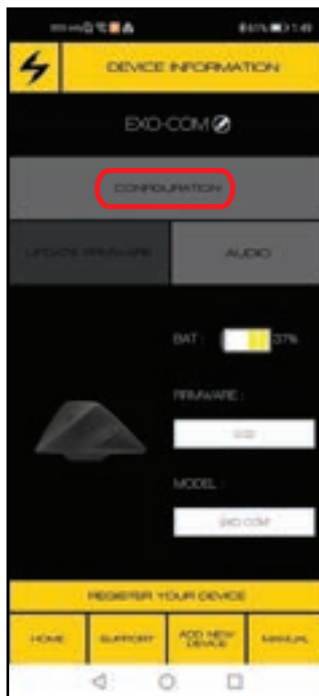 DEVICE INFORMATION
EXO-COM
CONFIGURATION
UPDATE FIRMWARE
AUDIO
BAT : 37%
FIRMWARE :
MODEL :
EXO COM
REGISTER YOUR DEVICE
HOME
SUPPORT
ADD NEW
DEVICE
MANUAL